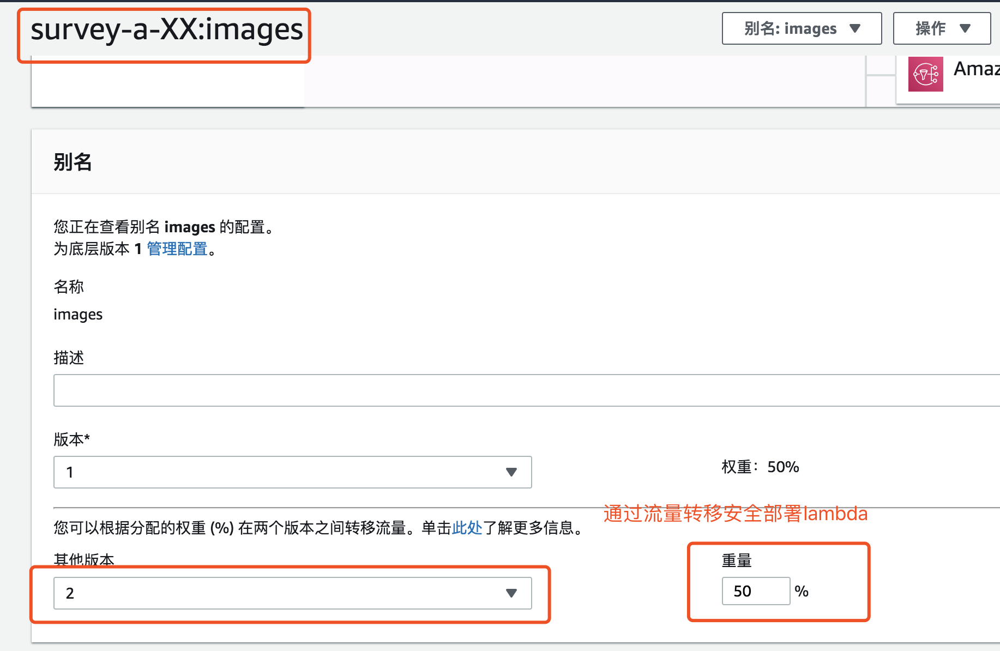 survey-a-XX:images
别名: images
操作
Amaz
别名
您正在查看别名 images 的配置。
为底层版本 1 管理配置。
名称
images
描述
版本*
1
权重：50%
通过流量转移安全部署lambda
您可以根据分配的权重 (%) 在两个版本之间转移流量。单击此处了解更多信息。
其他版本
重量
2
50 %